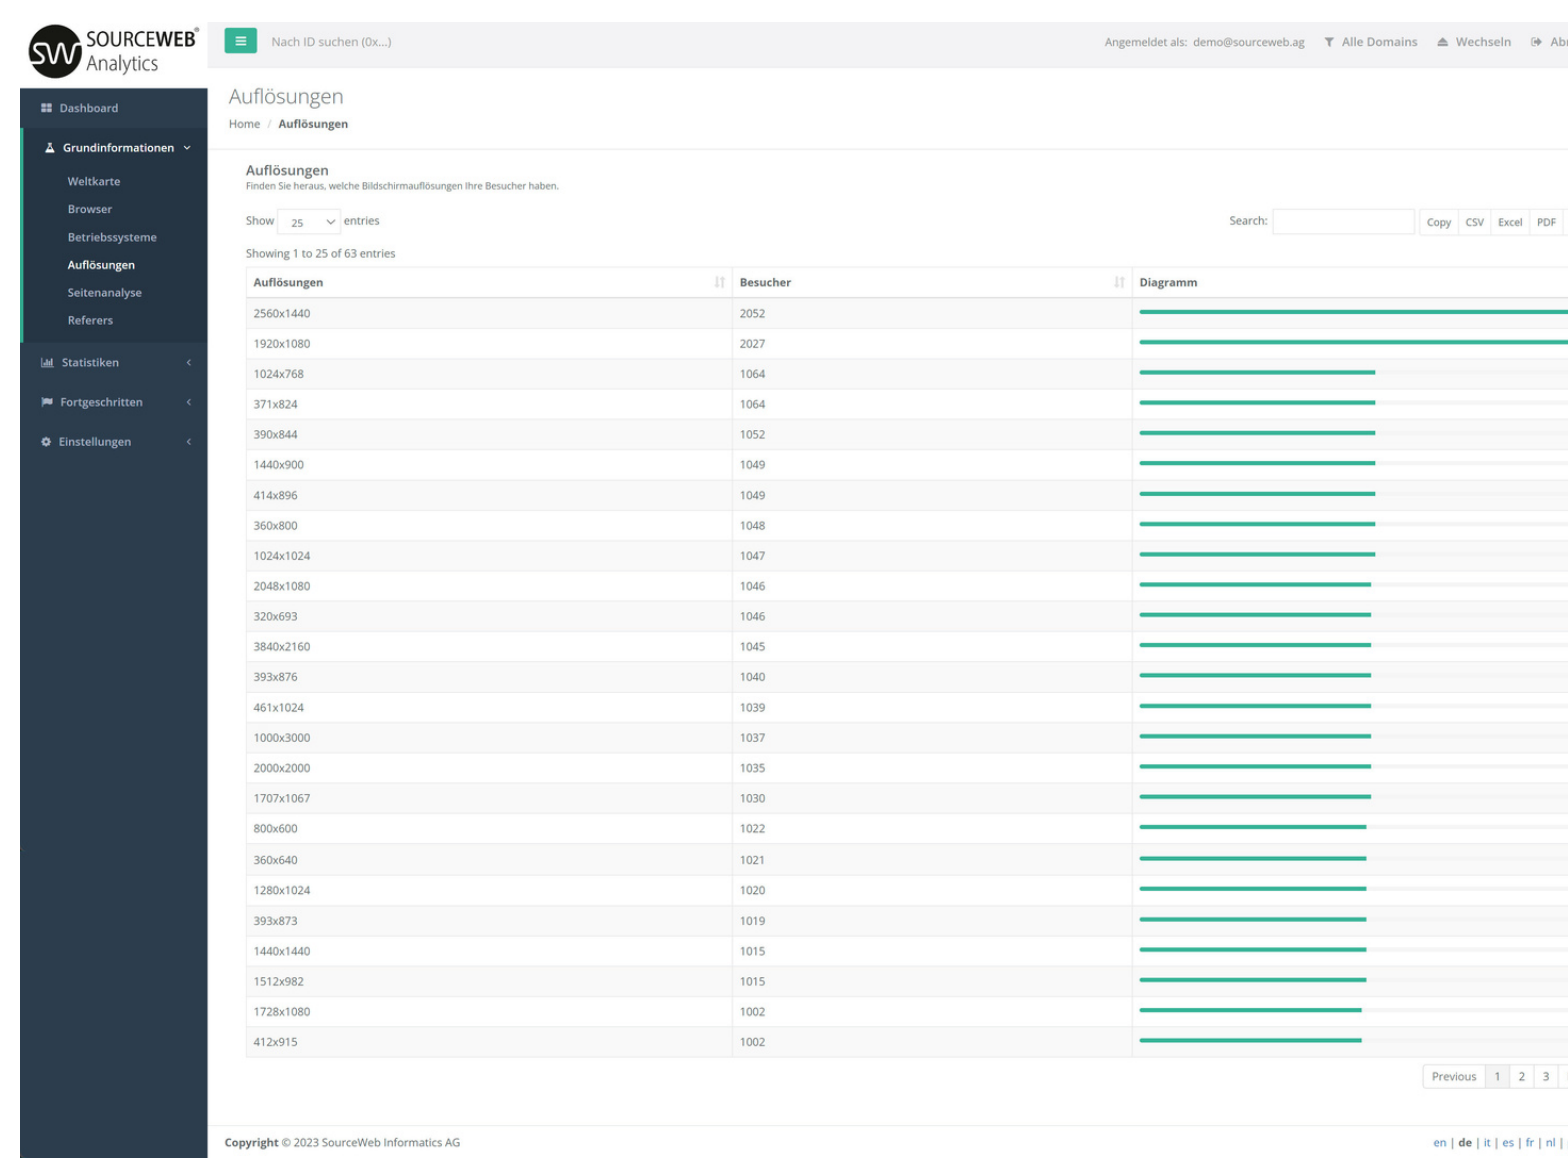 SOURCEWEB®
Analytics
Nach ID suchen (0x...)
Angemeldet als: demo@sourceweb.ag Alle Domains Wechseln
Dashboard
Grundinformationen
Weltkarte
Browser
Betriebssysteme
Auflösungen
Seitenanalyse
Referers
Statistiken
Fortgeschritten
Einstellungen
Auflösungen
Home / Auflösungen
Auflösungen
Finden Sie heraus, welche Bildschirmauflösungen Ihre Besucher haben.
Show 25 entries
Search: Copy CSV Excel PDF
Showing 1 to 25 of 63 entries
Auflösungen Besucher Diagramm
2560x1440 2052
1920x1080 2027
1024x768 1064
371x824 1064
390x844 1052
1440x900 1049
414x896 1049
360x800 1048
1024x1024 1047
2048x1080 1046
320x693 1046
3840x2160 1045
393x876 1040
461x1024 1039
1000x3000 1037
2000x2000 1035
1707x1067 1030
800x600 1022
360x640 1021
1280x1024 1020
393x873 1019
1440x1440 1015
1512x982 1015
1728x1080 1002
412x915 1002
Previous 1 2 3
Copyright © 2023 SourceWeb Informatics AG
en | de | it | es | fr | nl |